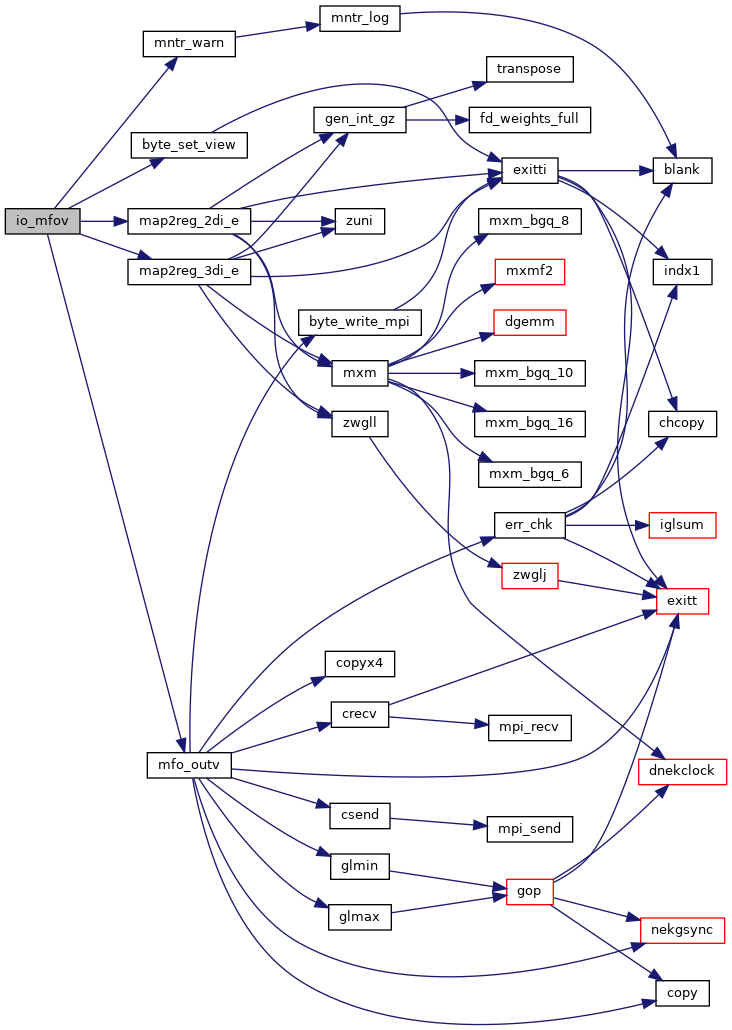 mntr_log
mntr_warn
transpose
gen_int_gz
fd_weights_full
byte_set_view
exitti
blank
io_mfov
map2reg_2di_e
zuni
mxm_bgq_8
map2reg_3di_e
mxmf2
indx1
byte_write_mpi
dgemm
mxm
mxm_bgq_10
zwgll
mxm_bgq_16
chcopy
mxm_bgq_6
err_chk
iglsum
zwglj
exitt
copyx4
crecv
mpi_recv
mfo_outv
dnekclock
csend
mpi_send
glmin
gop
glmax
nekgsync
copy